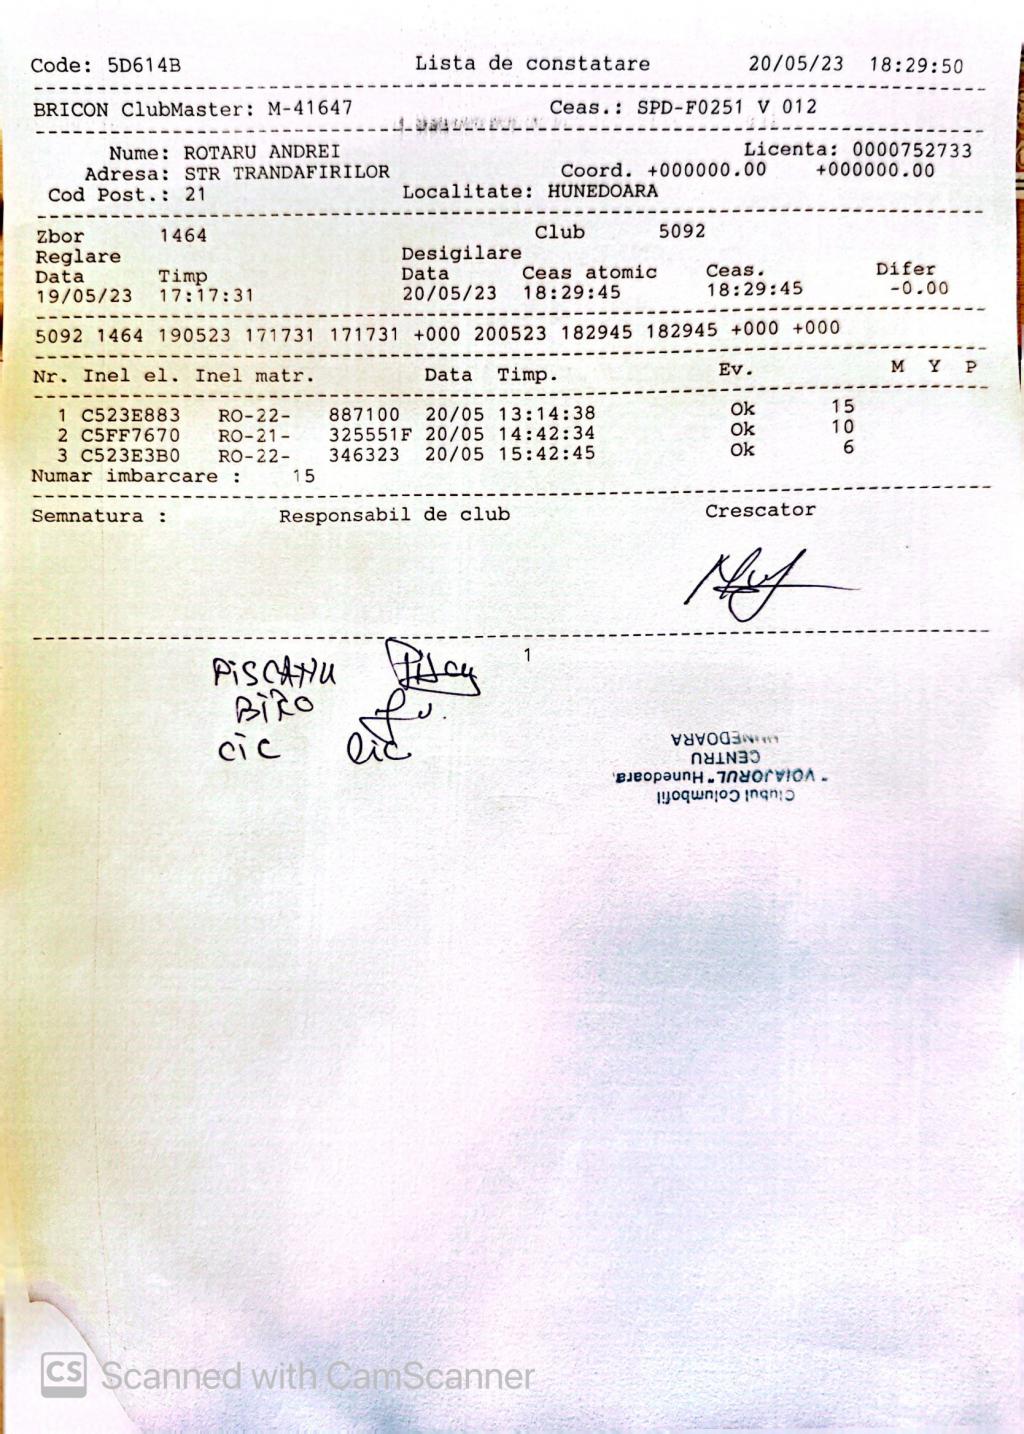 Code: 5D614B Lista de constatare 20/05/23 18:29:50
BRICON ClubMaster: M-41647 Ceas.: SPD-F0251 V 012
Nume: ROTARU ANDREI Licenta: 0000752733
Adresa: STR TRANDAFIRILOR Coord. +000000.00 +000000.00
Cod Post.: 21 Localitate: HUNEDOARA
Zbor 1464 Club 5092
Reglare Desigilare
Data Timp Data Ceas atomic Ceas. Difer
19/05/23 17:17:31 20/05/23 18:29:45 18:29:45 -0.00
5092 1464 190523 171731 171731 +000 200523 182945 182945 +000 +000
Nr. Inel el. Inel matr. Data Timp. Ev. M Y P
1 C523E883 RO-22- 887100 20/05 13:14:38 Ok 15
2 C5FF7670 RO-21- 325551F 20/05 14:42:34 Ok 10
3 C523E3B0 RO-22- 346323 20/05 15:42:45 Ok 6
Numar imbarcare : 15
Semnatura : Responsabil de club Crescator
1
PISCANU
BIRO
CIC Cic
Clubul Columbofil
"VOIAJORUL" Hunedoara
CENTRU
HUNEDOARA
CS Scanned with CamScanner